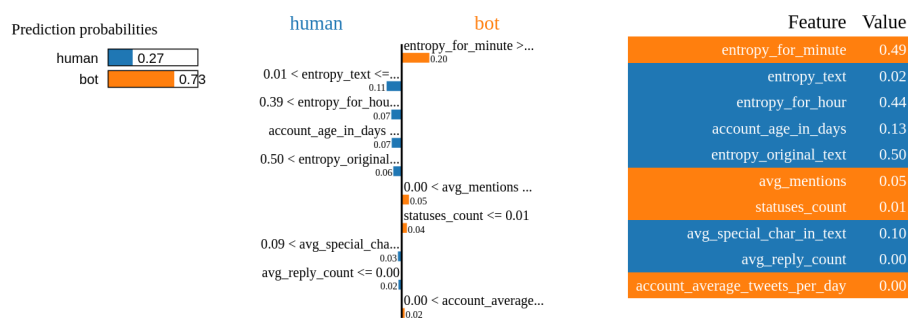 Prediction probabilities
human 0.27
bot 0.73
human bot
entropy_for_minute >...
0.20
0.01 < entropy_text <=...
0.11
0.39 < entropy_for_hou...
0.07
account_age_in_days ...
0.07
0.50 < entropy_original...
0.06
0.00 < avg_mentions ...
0.05
statuses_count <= 0.01
0.04
0.09 < avg_special_cha...
0.03
avg_reply_count <= 0.00
0.02
0.00 < account_average...
0.02
Feature Value
entropy_for_minute 0.49
entropy_text 0.02
entropy_for_hour 0.44
account_age_in_days 0.13
entropy_original_text 0.50
avg_mentions 0.05
statuses_count 0.01
avg_special_char_in_text 0.10
avg_reply_count 0.00
account_average_tweets_per_day 0.00